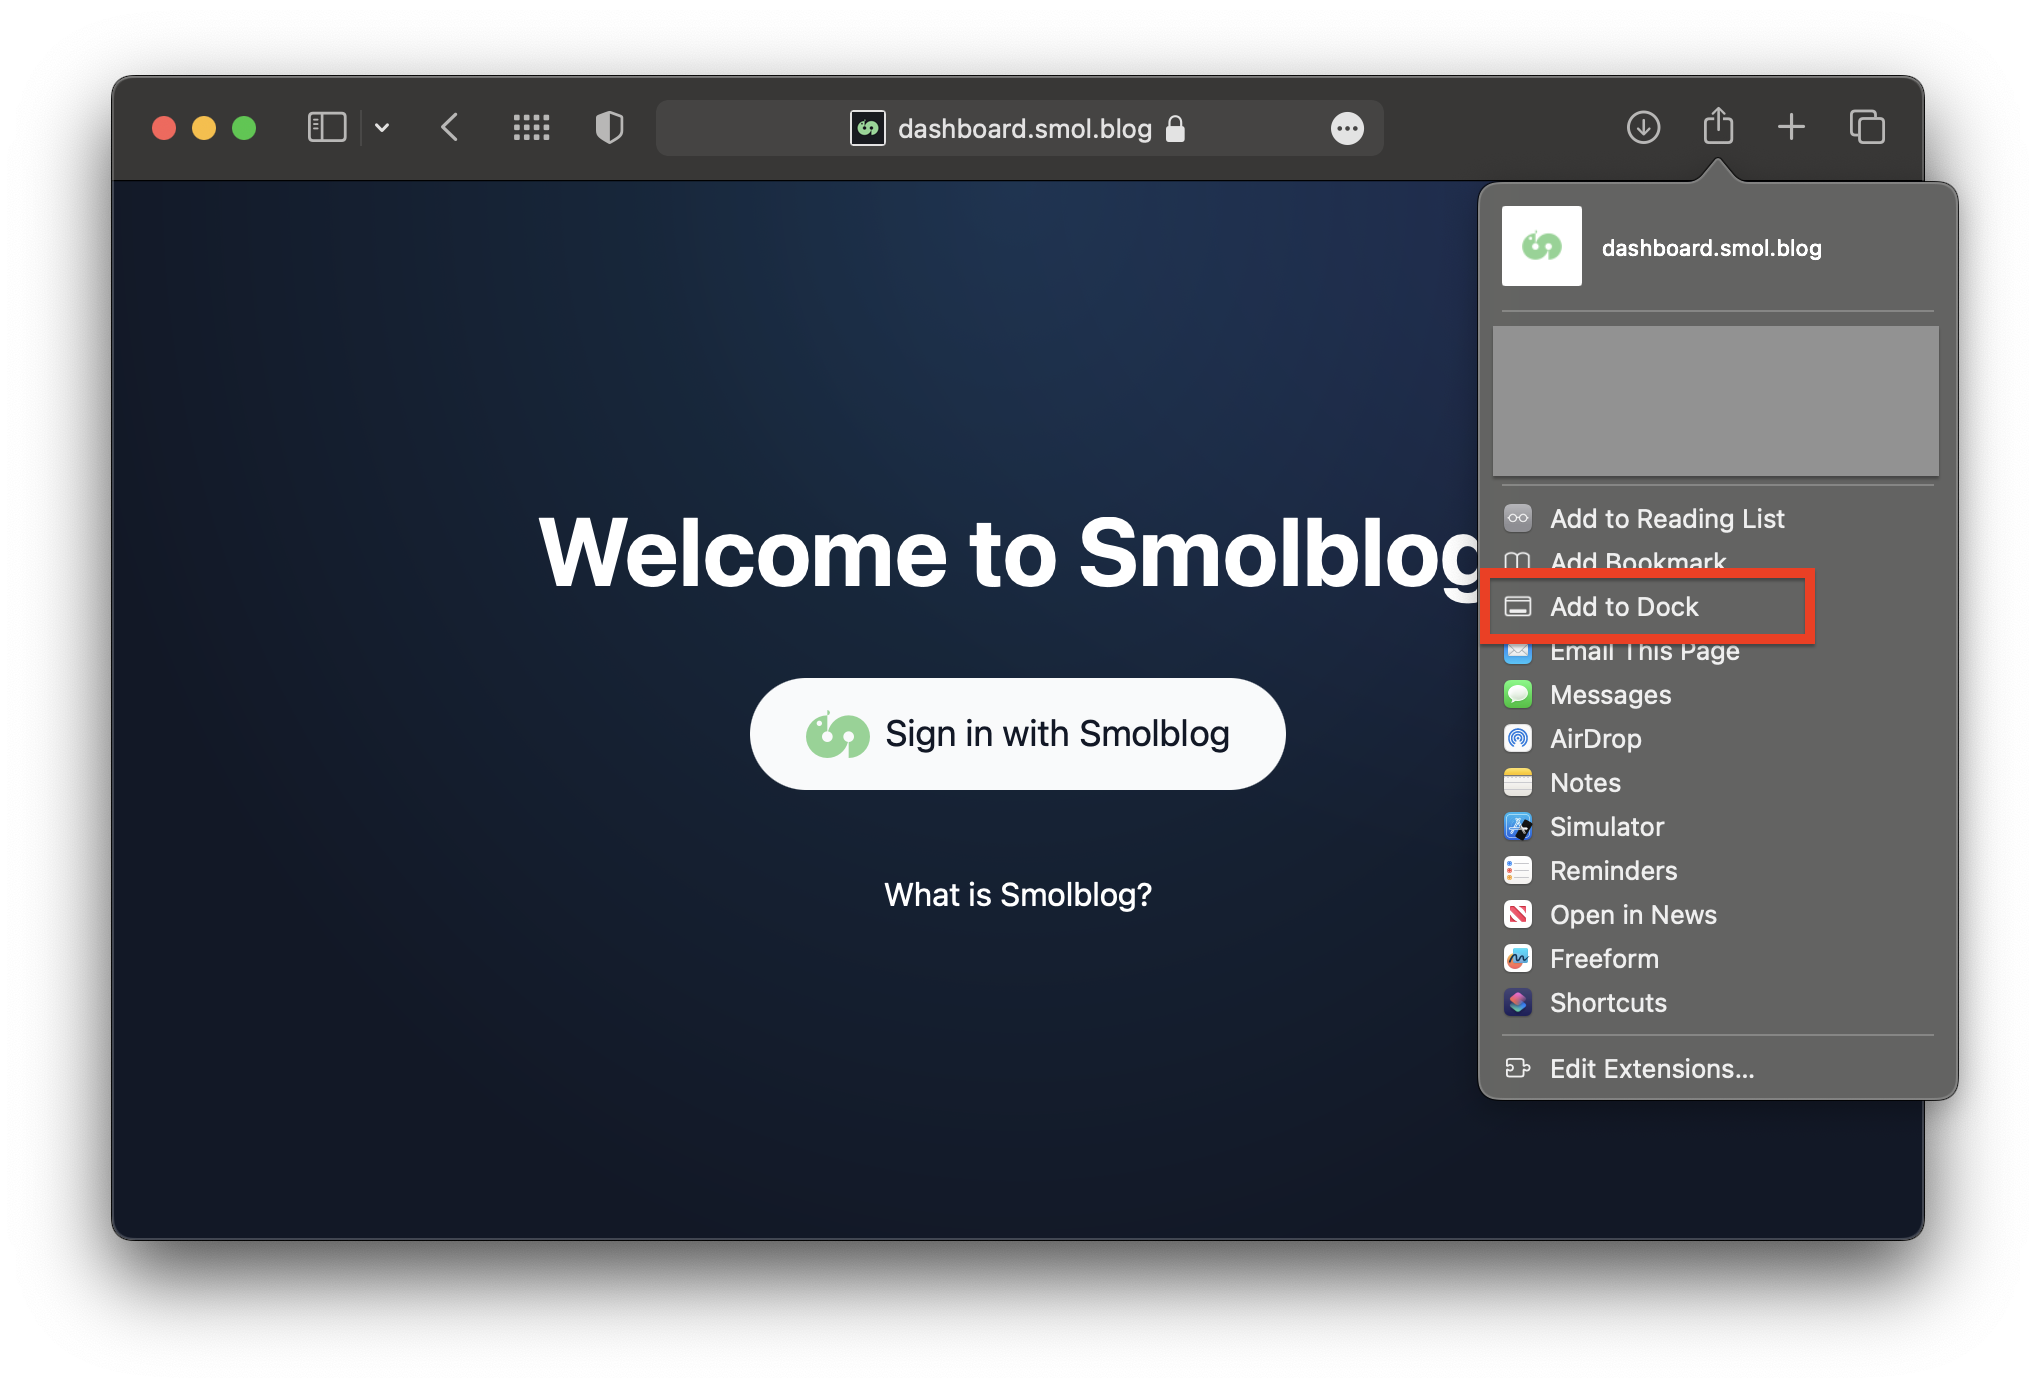 dashboard.smol.blog
dashboard.smol.blog
Welcome to Smolblog
Sign in with Smolblog
What is Smolblog?
Add to Reading List
Add Bookmark
Add to Dock
Email This Page
Messages
AirDrop
Notes
Simulator
Reminders
Open in News
Freeform
Shortcuts
Edit Extensions...